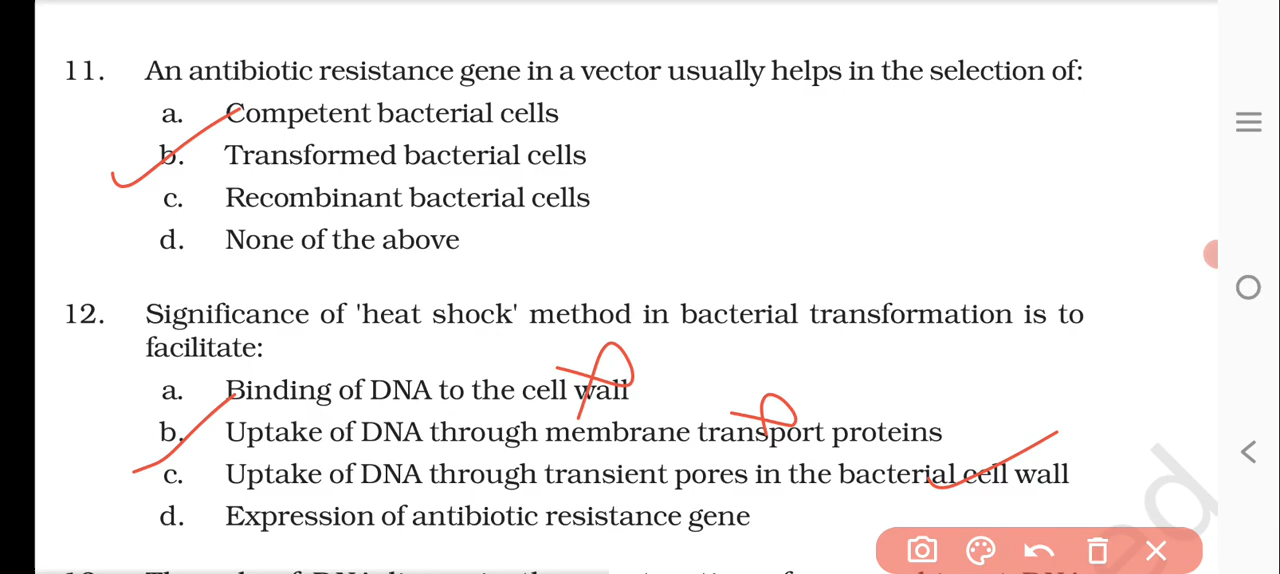 11. An antibiotic resistance gene in a vector usually helps in the selection of:
a. Competent bacterial cells
b. Transformed bacterial cells
c. Recombinant bacterial cells
d. None of the above
12. Significance of 'heat shock' method in bacterial transformation is to
facilitate:
a. Binding of DNA to the cell wall
b. Uptake of DNA through membrane transport proteins
c. Uptake of DNA through transient pores in the bacterial cell wall
d. Expression of antibiotic resistance gene